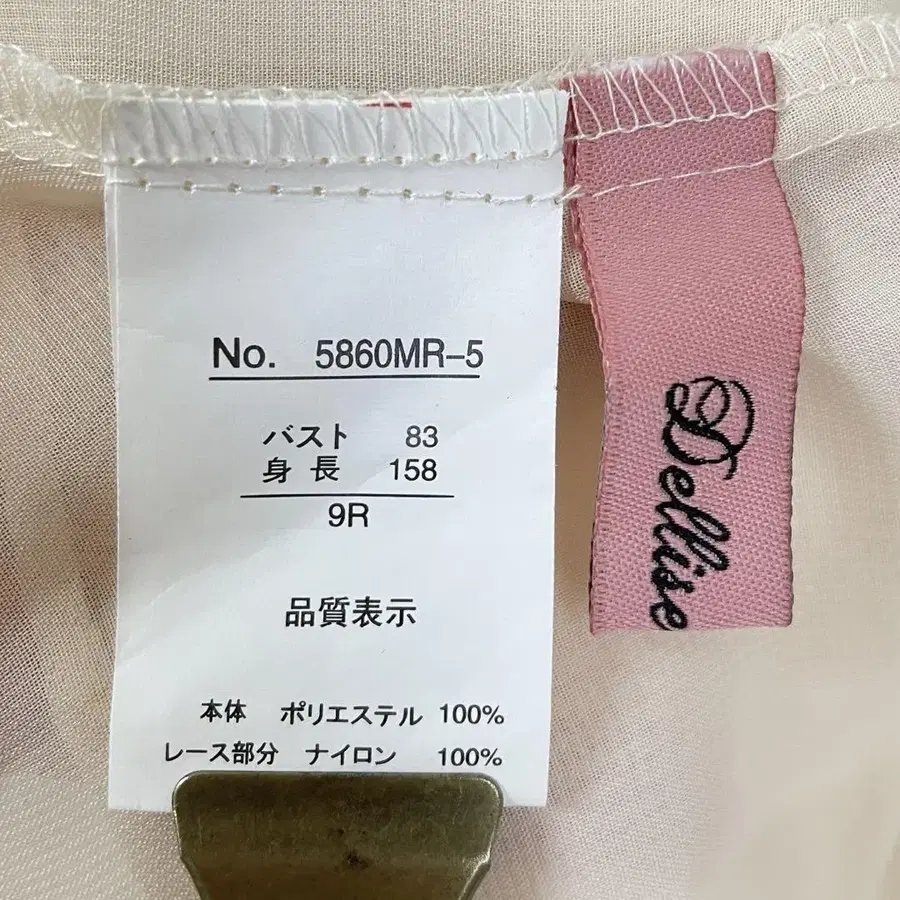 No. 5860MR-5
バスト 83
身長 158
9R
品質表示
本体 ポリエステル 100%
レース部分 ナイロン 100%
Dellise